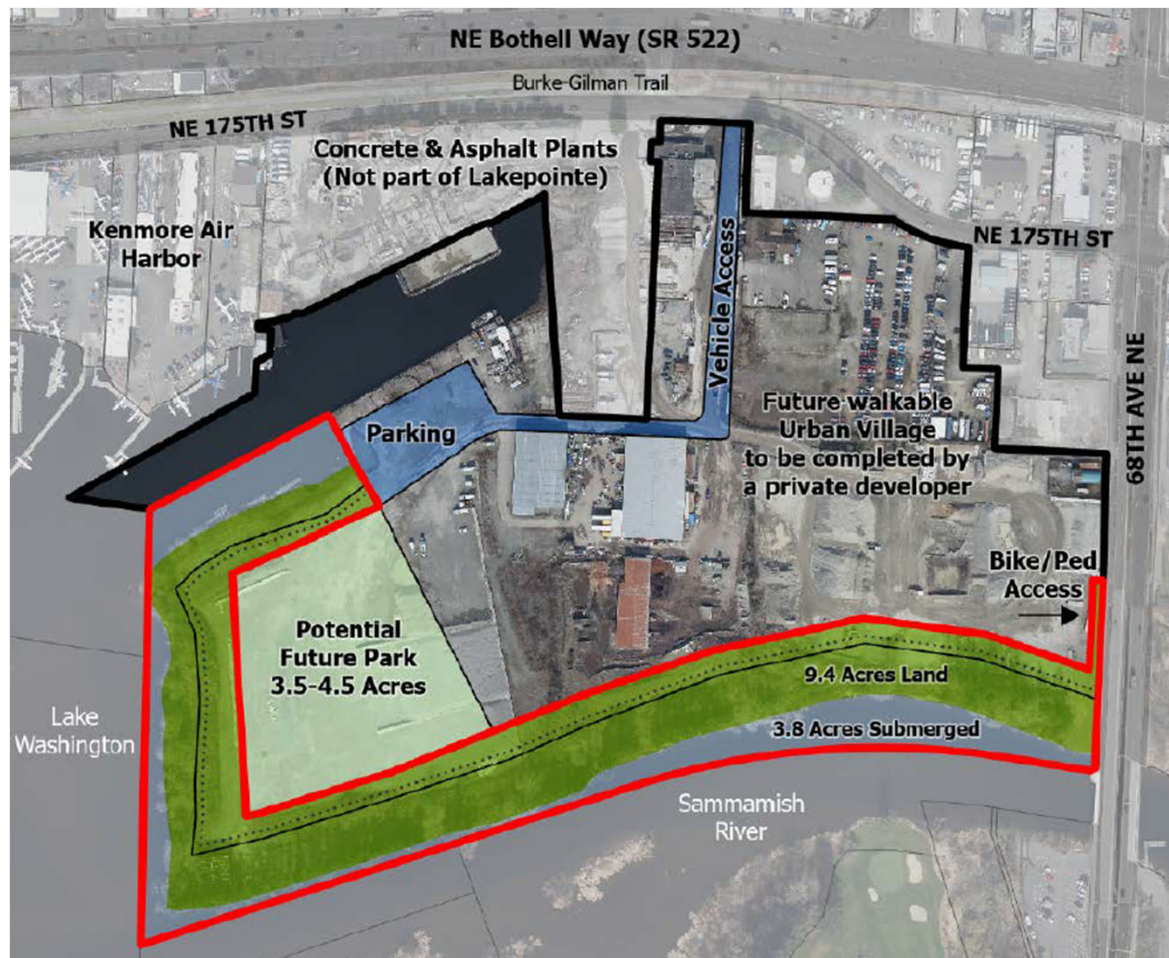 NE Bothell Way (SR 522)
Burke-Gilman Trail
NE 175TH ST
Concrete & Asphalt Plants
(Not part of Lakepointe)
Kenmore Air
Harbor
NE 175TH ST
Vehicle Access
68TH AVE NE
Parking
Future walkable
Urban Village
to be completed by
a private developer
Bike/Ped
Access
Potential
Future Park
3.5-4.5 Acres
9.4 Acres Land
3.8 Acres Submerged
Lake
Washington
Sammamish
River